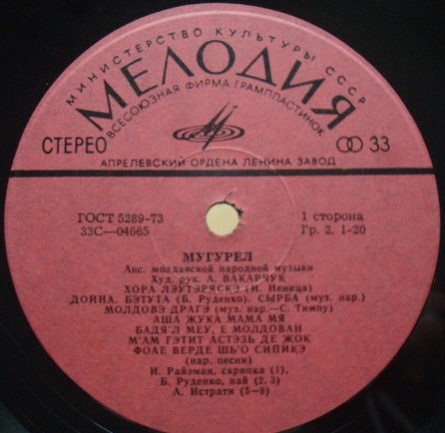 МИНИСТЕРСТВО КУЛЬТУРЫ СССР
МЕЛОДИЯ
ВСЕСОЮЗНАЯ ФИРМА ГРАМПЛАСТИНОК
СТЕРЕО
33
АПРЕЛЕВСКИЙ ОРДЕНА ЛЕНИНА ЗАВОД
ГОСТ 5289-73
33С—04665
1 сторона
Гр. 2. 1-20
МУГУРЕЛ
Анс. молдавской народной музыки
Худ. рук. А. ВАКАРЧУК
ХОРА ЛЭУТЭРЯСКЭ (И. Неница)
ДОЙНА. БЭТУТА (Б. Руденко). СЫРБА (муз. нар.)
МОЛДОВЭ ДРАГЭ (муз. нар.—С. Тимпу)
АША ЖУКА МАМА МЯ
БАДЯ'Л МЕУ, Е МОЛДОВАН
М'АМ ГЭТИТ АСТЭЗЬ ДЕ ЖОК
ФОАЕ ВЕРДЕ ШЬ'О СИПИКЭ
(нар. песни)
И. Райзман, скрипка (1),
Б. Руденко, най (2, 3)
А. Истрати (5—9)